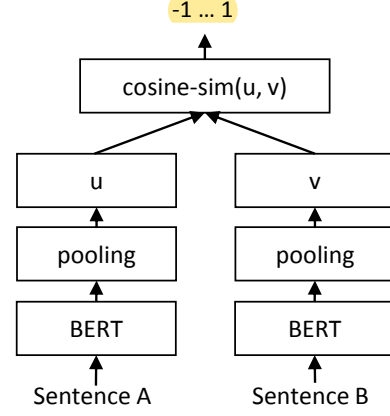 -1 … 1
cosine-sim(u, v)
u v
pooling pooling
BERT BERT
Sentence A Sentence B